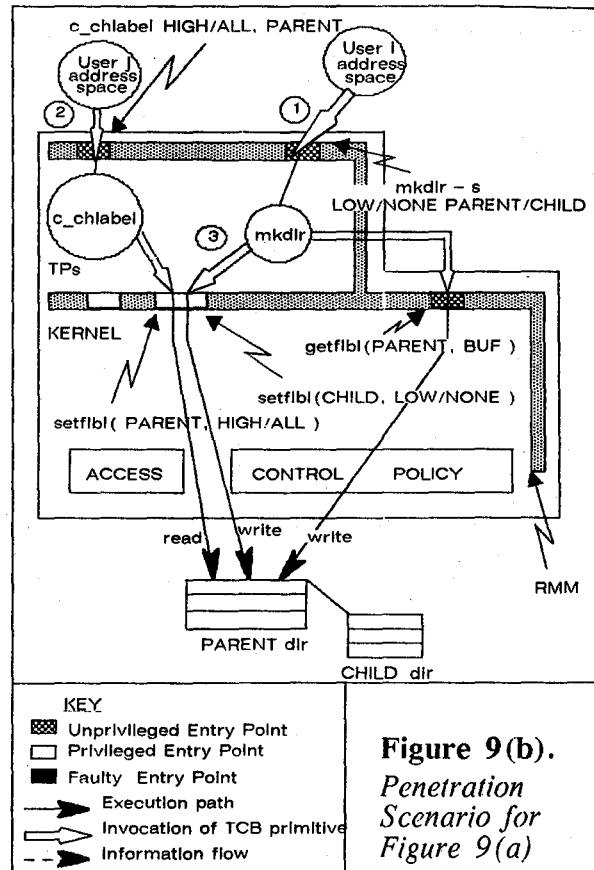 c_chlabel HIGH/ALL, PARENT
User j
address
space
User i
address
space
2
1
mkdir - s
LOW/NONE PARENT/CHILD
c_chlabel
3
mkdir
TPs
KERNEL
getflbl(PARENT, BUF )
setflbl(CHILD, LOW/NONE )
setflbl( PARENT, HIGH/ALL )
ACCESS
CONTROL POLICY
read
write
write
RMM
PARENT dir
CHILD dir
KEY
Unprivileged Entry Point
Privileged Entry Point
Faulty Entry Point
Execution path
Invocation of TCB primitive
Information flow
Figure 9(b).
Penetration
Scenario for
Figure 9(a)